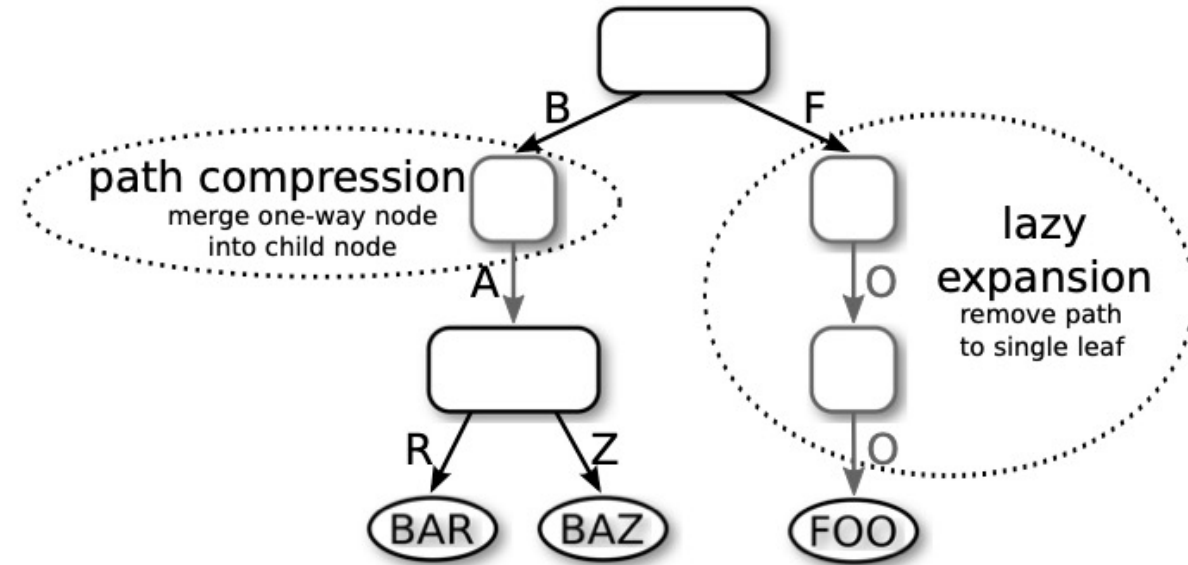 B
F
path compression
merge one-way node
into child node
lazy
expansion
remove path
to single leaf
A
O
R
Z
O
BAR
BAZ
FOO